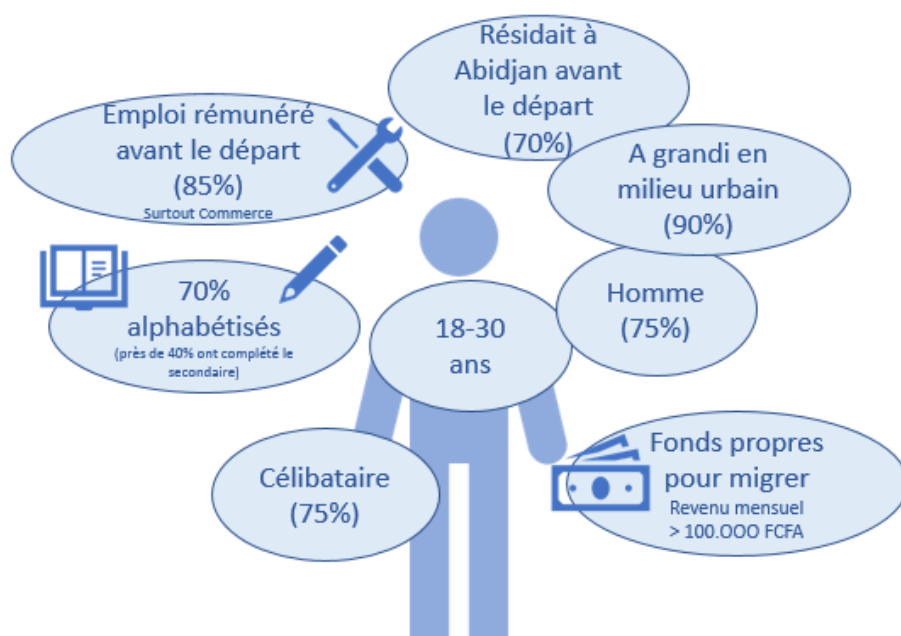 Résidait à
Abidjan avant
le départ
(70%)
Emploi rémunéré
avant le départ
(85%)
Surtout Commerce
A grandi en
milieu urbain
(90%)
70%
alphabétisés
(près de 40% ont complété le
secondaire)
18-30
ans
Homme
(75%)
Célibataire
(75%)
Fonds propres
pour migrer
Revenu mensuel
> 100.OOO FCFA